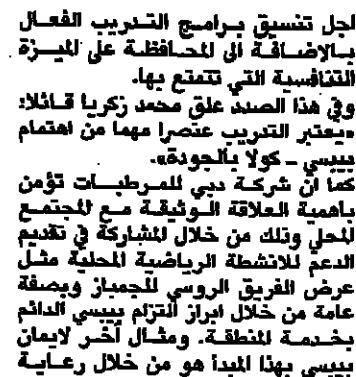 لجل تنسيق برامج التدريب الفعال
بالاضافة الى المحافظة على الميزة
التنافسية التي تتمتع بها.
وفي هذا الصدد علق محمد زكريا قائلا:
«يعتبر التدريب عنصرا مهما من اهتمام
بيبسي - كولا بالجودة».
كما ان شركة دبي للمرطبات تؤمن
باهمية العلاقة الوثيقة مع المجتمع
المحلي وذلك من خلال المشاركة في تقديم
الدعم للانشطة الرياضية المحلية مثل
عرض الفريق الروسي للجمباز وبصفة
عامة من خلال ابراز التزام بيبسي الدائم
بخدمة المنطقة. ومثال آخر لايمان
بيبسي بهذا المبدأ هو من خلال رعاية